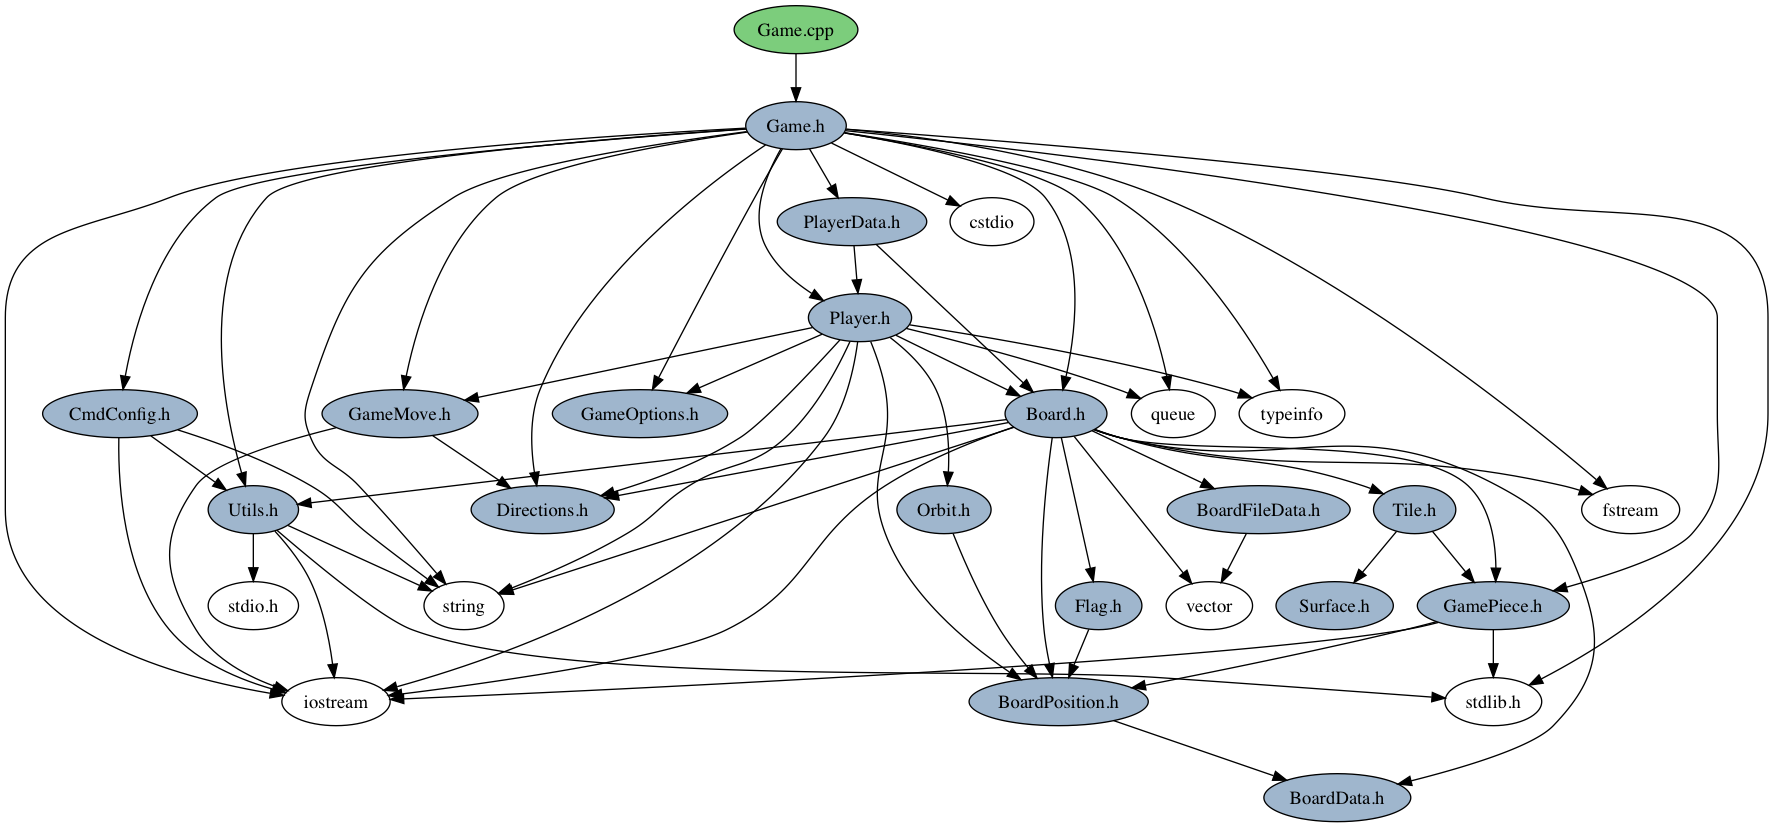 Game.cpp
Game.h
PlayerData.h
cstdio
Player.h
CmdConfig.h
GameMove.h
GameOptions.h
Board.h
queue
typeinfo
Utils.h
Directions.h
Orbit.h
BoardFileData.h
Tile.h
fstream
stdio.h
string
Flag.h
vector
Surface.h
GamePiece.h
iostream
BoardPosition.h
stdlib.h
BoardData.h